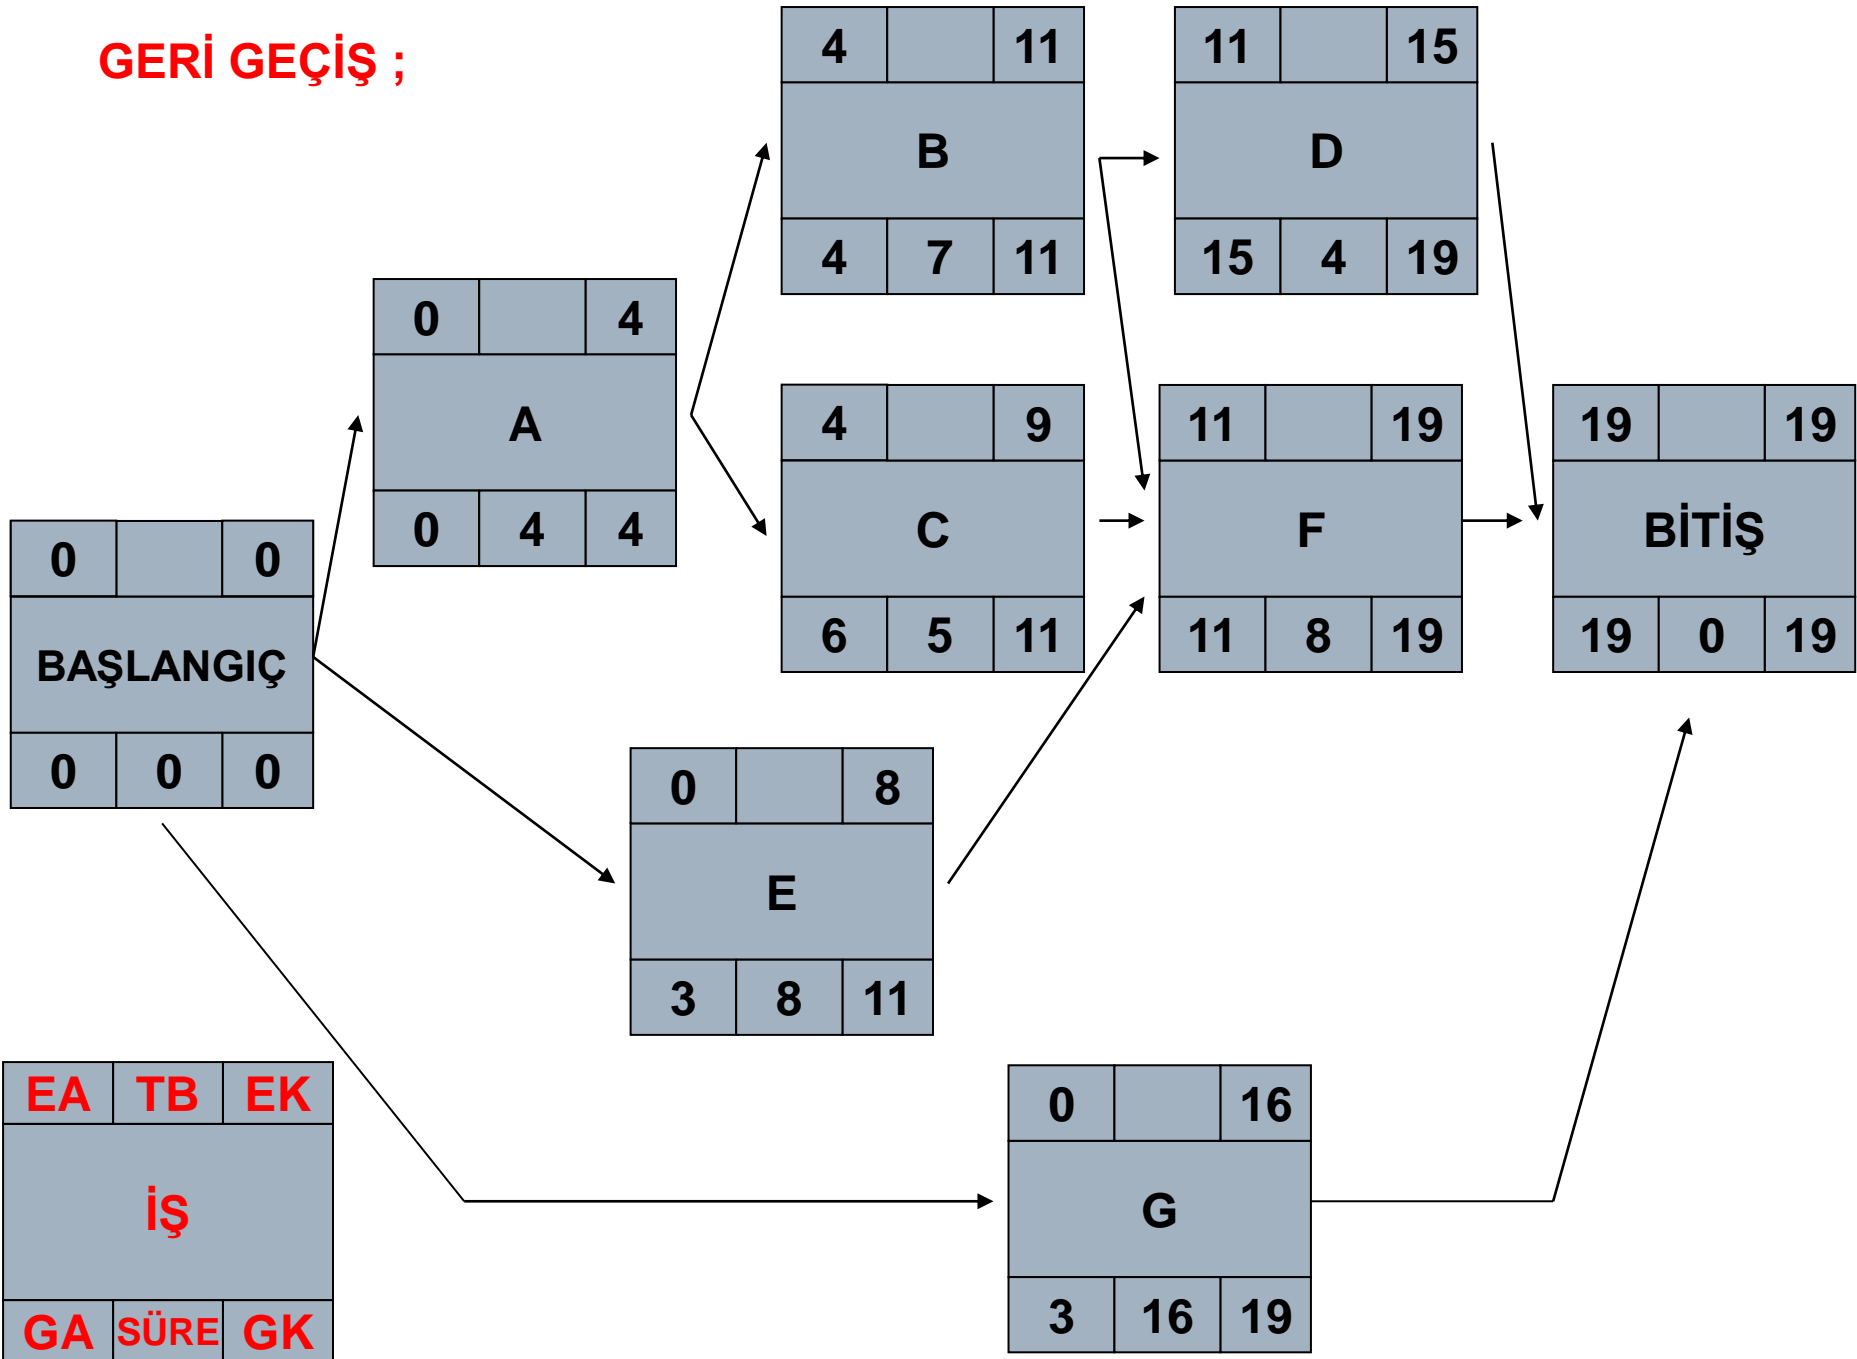 GERİ GEÇİŞ ;
4 11
B
4 7 11
11 15
D
15 4 19
0 4
A
0 4 4
4 9
C
6 5 11
11 19
F
11 8 19
19 19
BİTİŞ
19 0 19
0 0
BAŞLANGIÇ
0 0 0
0 8
E
3 8 11
EA TB EK
İŞ
GA SÜRE GK
0 16
G
3 16 19